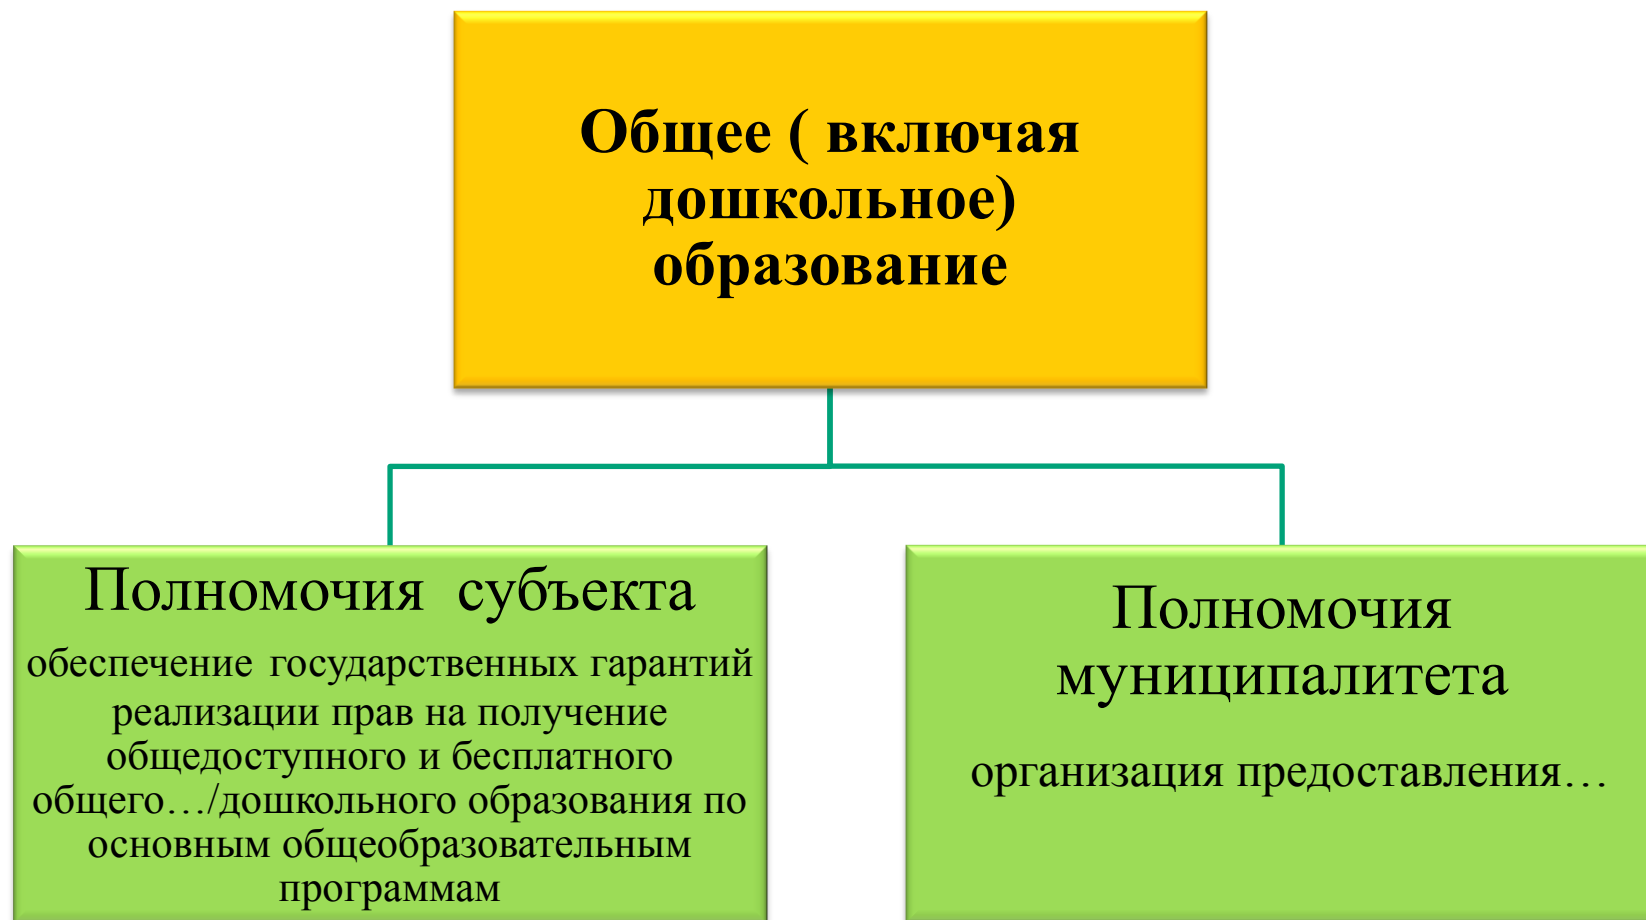 Общее ( включая
дошкольное)
образование
Полномочия субъекта
обеспечение государственных гарантий
реализации прав на получение
общедоступного и бесплатного
общего…/дошкольного образования по
основным общеобразовательным
программам
Полномочия
муниципалитета
организация предоставления…